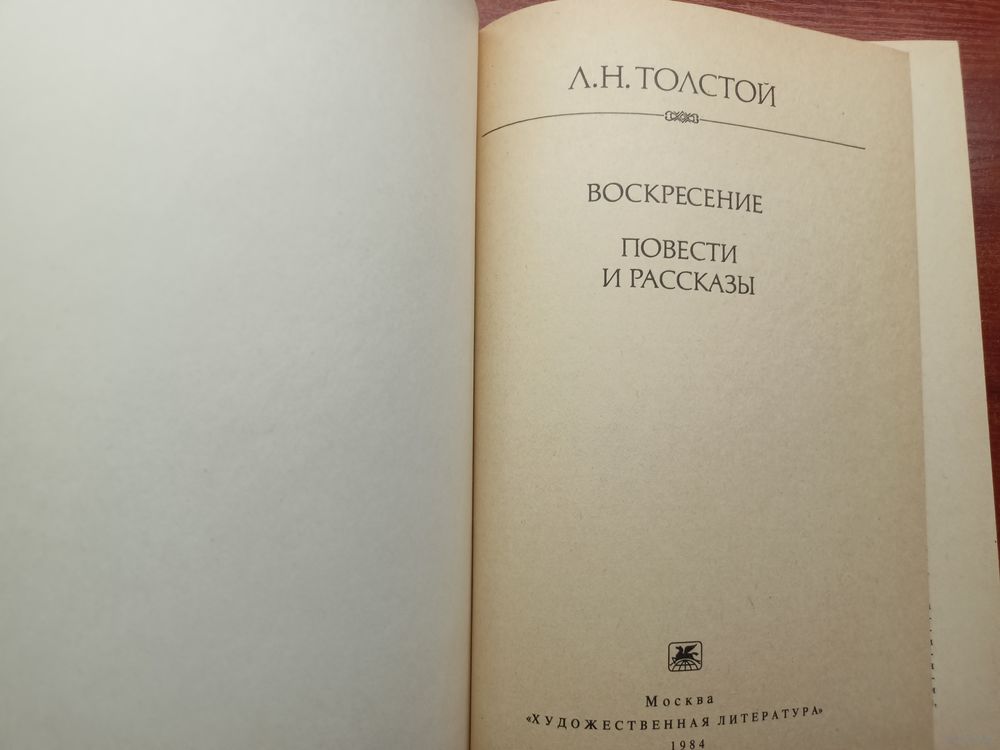 Л.Н. ТОЛСТОЙ
ВОСКРЕСЕНИЕ
ПОВЕСТИ
И РАССКАЗЫ
Москва
«ХУДОЖЕСТВЕННАЯ ЛИТЕРАТУРА»
1984